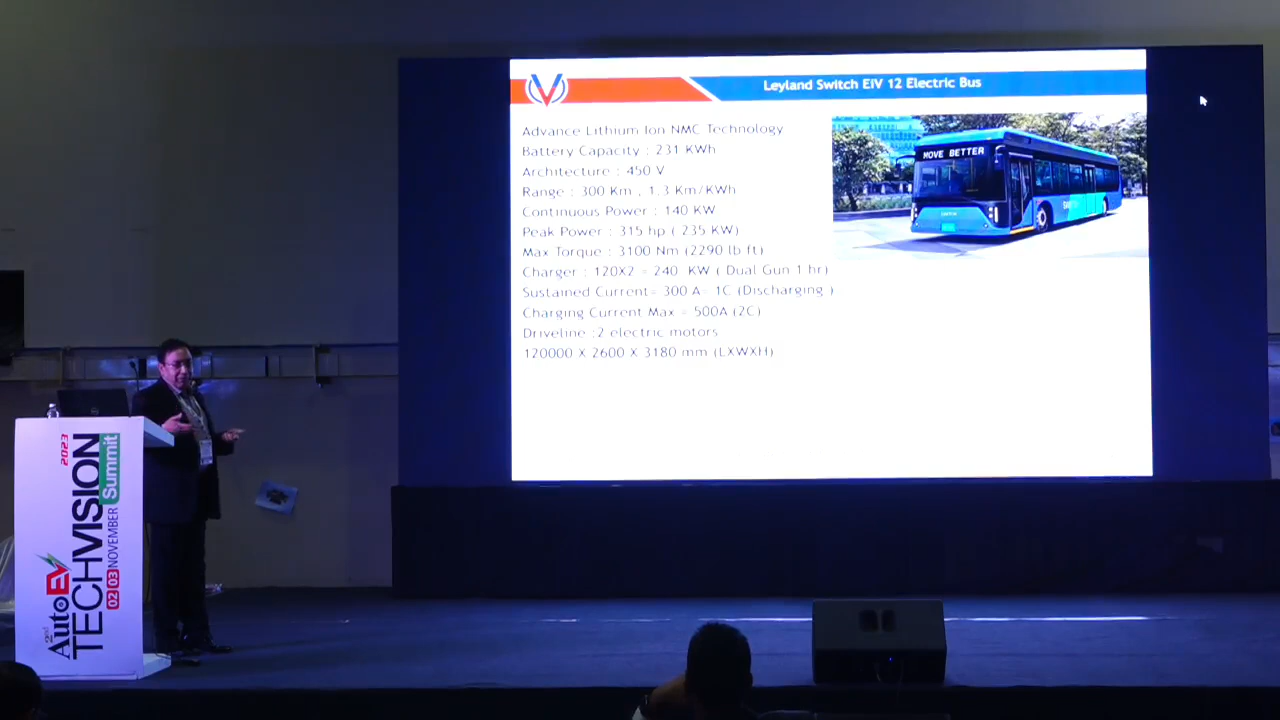 Leyland Switch EiV 12 Electric Bus
Advance Lithium Ion NMC Technology
Battery Capacity : 231 KWh
Architecture : 450 V
Range : 300 Km , 1.3 Km/KWh
Continuous Power : 140 KW
Peak Power : 315 hp ( 235 KW)
Max Torque : 3100 Nm (2290 lb ft)
Charger : 120X2 = 240 KW ( Dual Gun 1 hr)
Sustained Current= 300 A- 1C (Discharging )
Charging Current Max = 500A (2C)
Driveline :2 electric motors
120000 X 2600 X 3180 mm (LXWXH)
MOVE BETTER
2nd AutoEV
TECHVISION 2023
02 03 NOVEMBER Summit